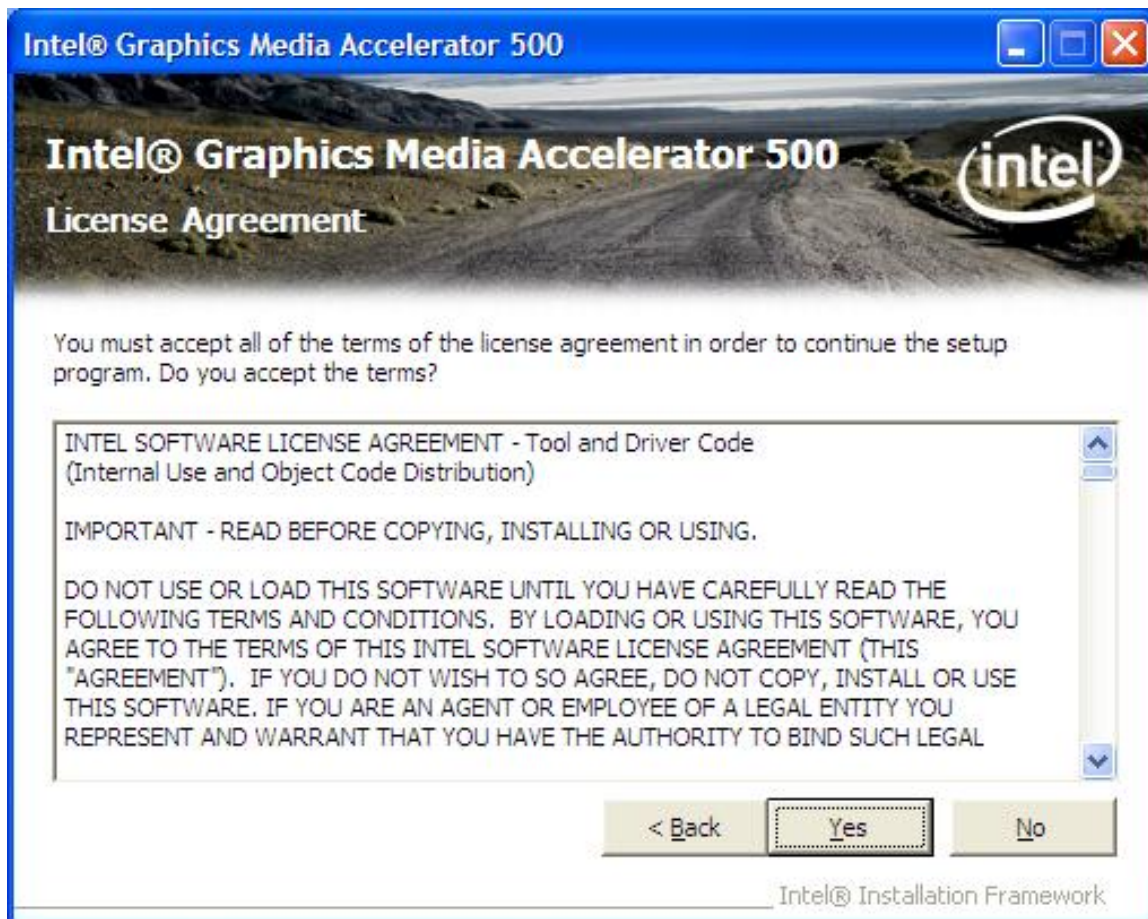 Intel® Graphics Media Accelerator 500
Intel® Graphics Media Accelerator 500
intel
License Agreement
You must accept all of the terms of the license agreement in order to continue the setup
program. Do you accept the terms?
INTEL SOFTWARE LICENSE AGREEMENT - Tool and Driver Code
(Internal Use and Object Code Distribution)
IMPORTANT - READ BEFORE COPYING, INSTALLING OR USING.
DO NOT USE OR LOAD THIS SOFTWARE UNTIL YOU HAVE CAREFULLY READ THE
FOLLOWING TERMS AND CONDITIONS.  BY LOADING OR USING THIS SOFTWARE, YOU
AGREE TO THE TERMS OF THIS INTEL SOFTWARE LICENSE AGREEMENT (THIS
"AGREEMENT").  IF YOU DO NOT WISH TO SO AGREE, DO NOT COPY, INSTALL OR USE
THIS SOFTWARE. IF YOU ARE AN AGENT OR EMPLOYEE OF A LEGAL ENTITY YOU
REPRESENT AND WARRANT THAT YOU HAVE THE AUTHORITY TO BIND SUCH LEGAL
< Back
Yes
No
Intel® Installation Framework